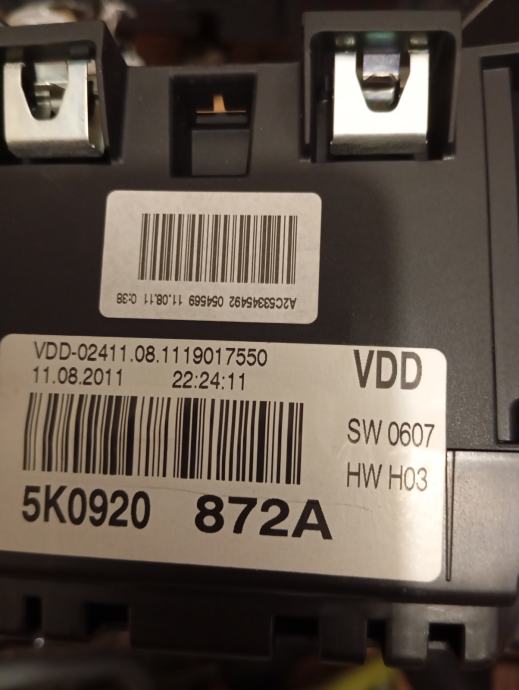 A2C53345492 054569 11.08.11 0:38
VDD-02411.08.1119017550
11.08.2011 22:24:11
VDD
SW 0607
HW H03
5K0920 872A